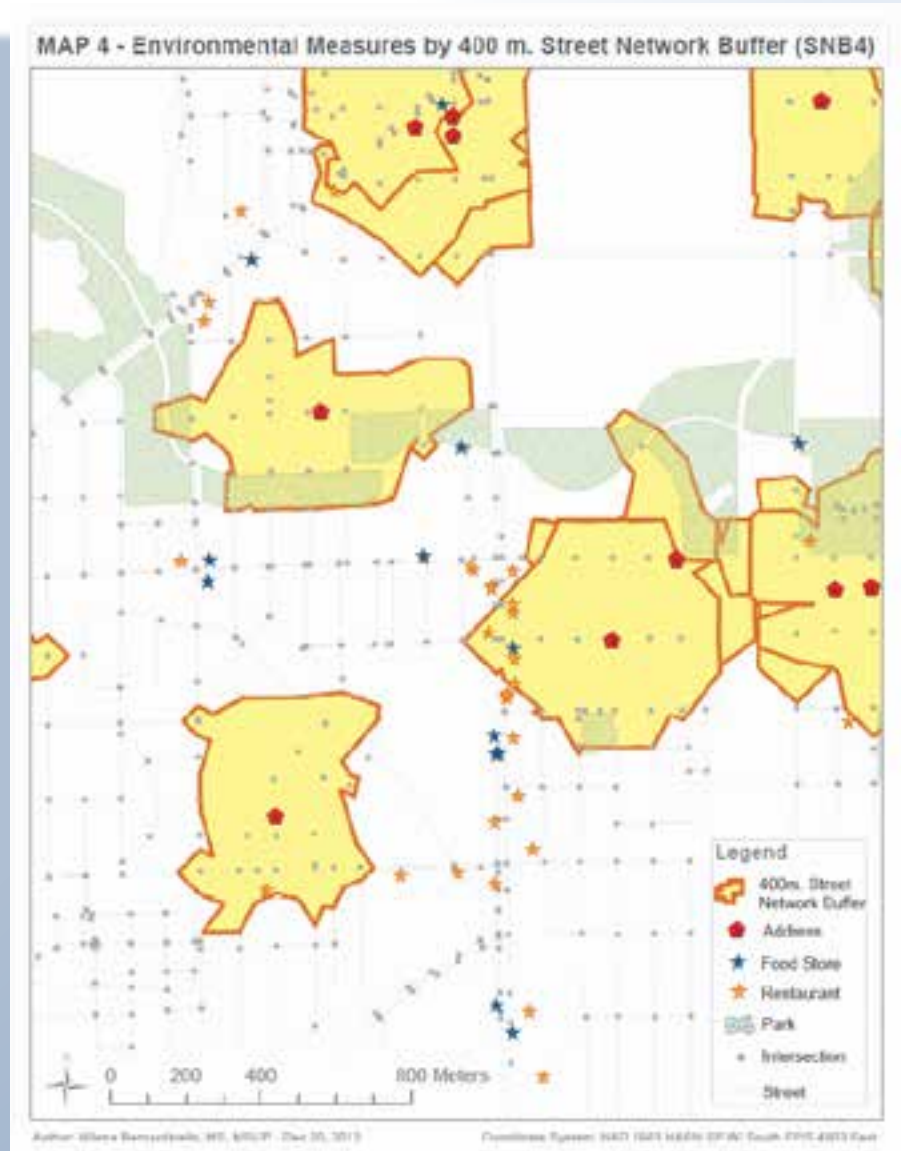 MAP 4 - Environmental Measures by 400 m. Street Network Buffer (SNB4)
Legend
400m. Street
Network Buffer
Address
Food Store
Restaurant
Park
Intersection
Street
0 200 400 800 Meters